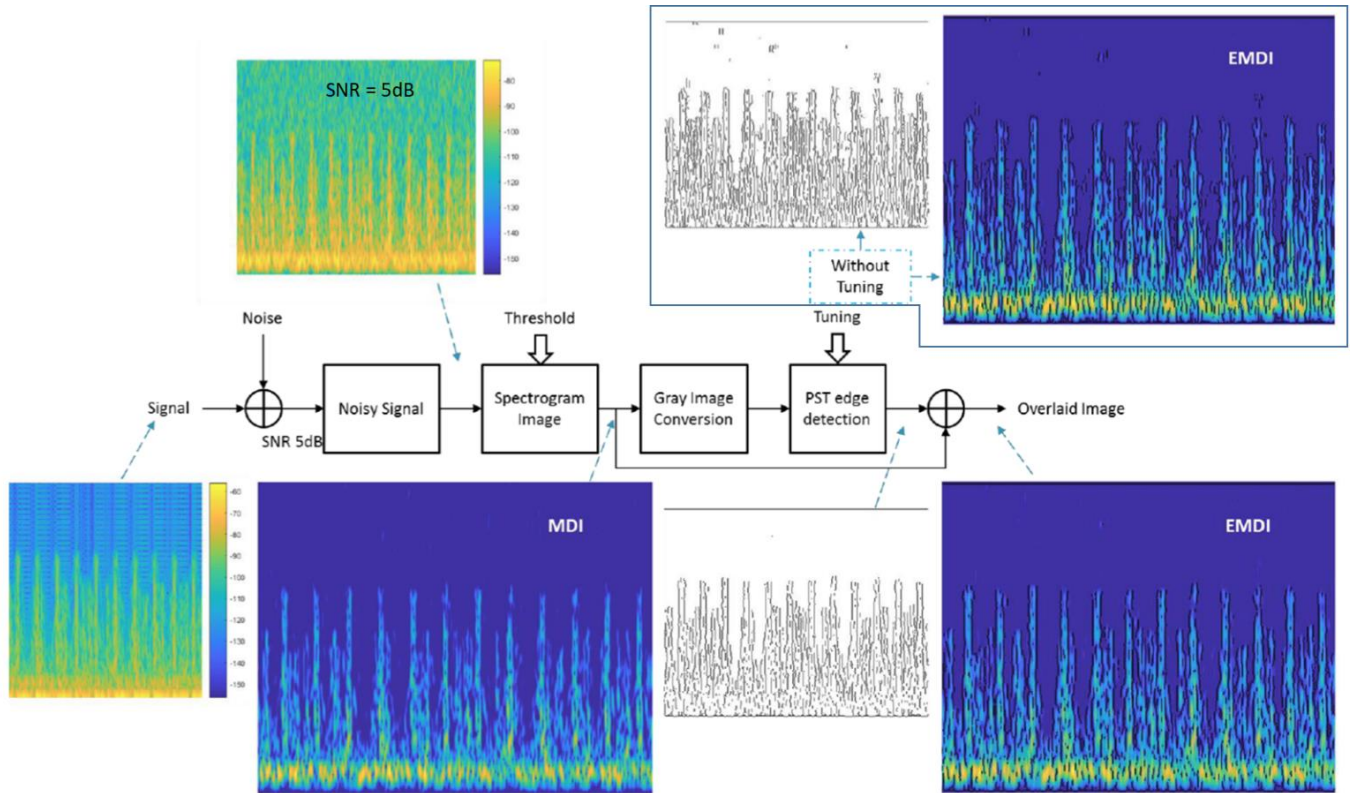 SNR = 5dB
-80
-90
-100
-110
-120
-130
-140
-150
EMDI
Without
Tuning
Noise
Threshold
Tuning
Signal
SNR 5dB
Noisy Signal
Spectrogram
Image
Gray Image
Conversion
PST edge
detection
Overlaid Image
-60
-70
-80
-90
-100
-110
-120
-130
-140
-150
MDI
EMDI